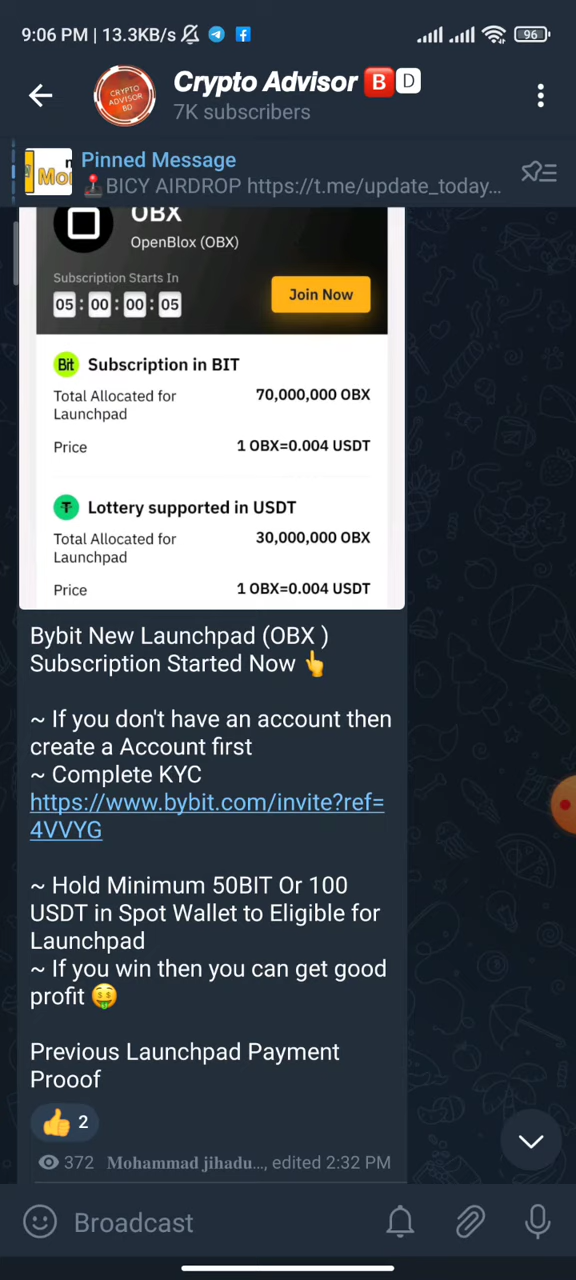 9:06 PM | 13.3KB/s
96
CRYPTO ADVISOR BD
Crypto Advisor B D
7K subscribers
Pinned Message
🕹️BICY AIRDROP https://t.me/update_today...
OBX
OpenBlox (OBX)
Subscription Starts In
05 : 00 : 00 : 05
Join Now
Bit Subscription in BIT
Total Allocated for Launchpad 70,000,000 OBX
Price 1 OBX=0.004 USDT
Lottery supported in USDT
Total Allocated for Launchpad 30,000,000 OBX
Price 1 OBX=0.004 USDT
Bybit New Launchpad (OBX )
Subscription Started Now 👆
~ If you don't have an account then
create a Account first
~ Complete KYC
https://www.bybit.com/invite?ref=
4VVYG
~ Hold Minimum 50BIT Or 100
USDT in Spot Wallet to Eligible for
Launchpad
~ If you win then you can get good
profit 🤑
Previous Launchpad Payment
Prooof
👍 2
372 Mohammad jihadu..., edited 2:32 PM
Broadcast